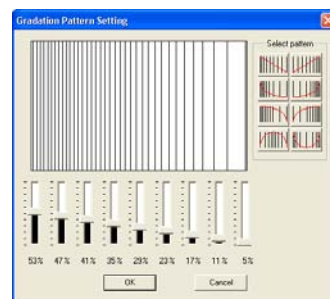 Gradation Pattern Setting
Select pattern
53% 47% 41% 35% 29% 23% 17% 11% 5%
OK Cancel